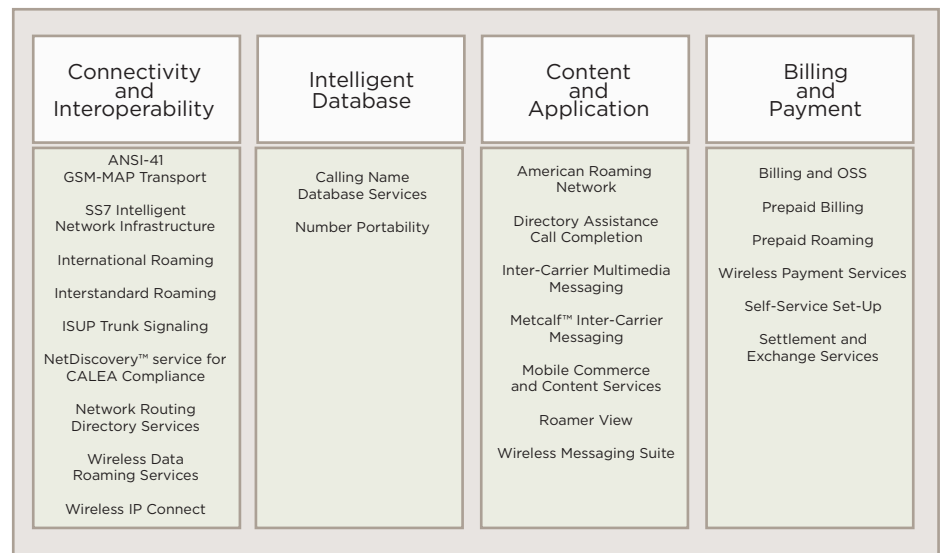 Connectivity
and
Interoperability
ANSI-41
GSM-MAP Transport
SS7 Intelligent
Network Infrastructure
International Roaming
Interstandard Roaming
ISUP Trunk Signaling
NetDiscovery™ service for
CALEA Compliance
Network Routing
Directory Services
Wireless Data
Roaming Services
Wireless IP Connect
Intelligent
Database
Calling Name
Database Services
Number Portability
Content
and
Application
American Roaming
Network
Directory Assistance
Call Completion
Inter-Carrier Multimedia
Messaging
Metcalf™ Inter-Carrier
Messaging
Mobile Commerce
and Content Services
Roamer View
Wireless Messaging Suite
Billing
and
Payment
Billing and OSS
Prepaid Billing
Prepaid Roaming
Wireless Payment Services
Self-Service Set-Up
Settlement and
Exchange Services